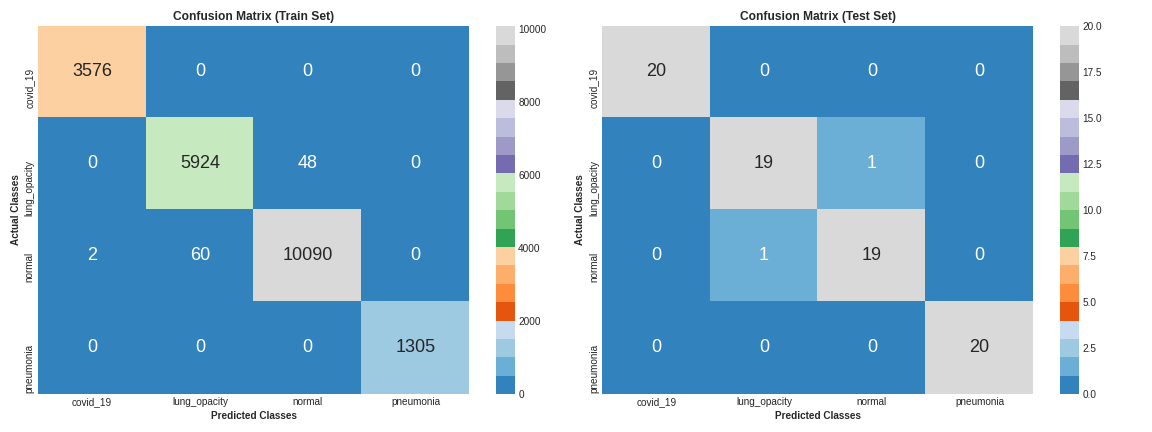 Confusion Matrix (Train Set)
Actual Classes
covid_19
lung_opacity
normal
pneumonia
3576 0 0 0
0 5924 48 0
2 60 10090 0
0 0 0 1305
covid_19 lung_opacity normal pneumonia
Predicted Classes
10000
8000
6000
4000
2000
0
Confusion Matrix (Test Set)
Actual Classes
covid_19
lung_opacity
normal
pneumonia
20 0 0 0
0 19 1 0
0 1 19 0
0 0 0 20
covid_19 lung_opacity normal pneumonia
Predicted Classes
20.0
17.5
15.0
12.5
10.0
7.5
5.0
2.5
0.0